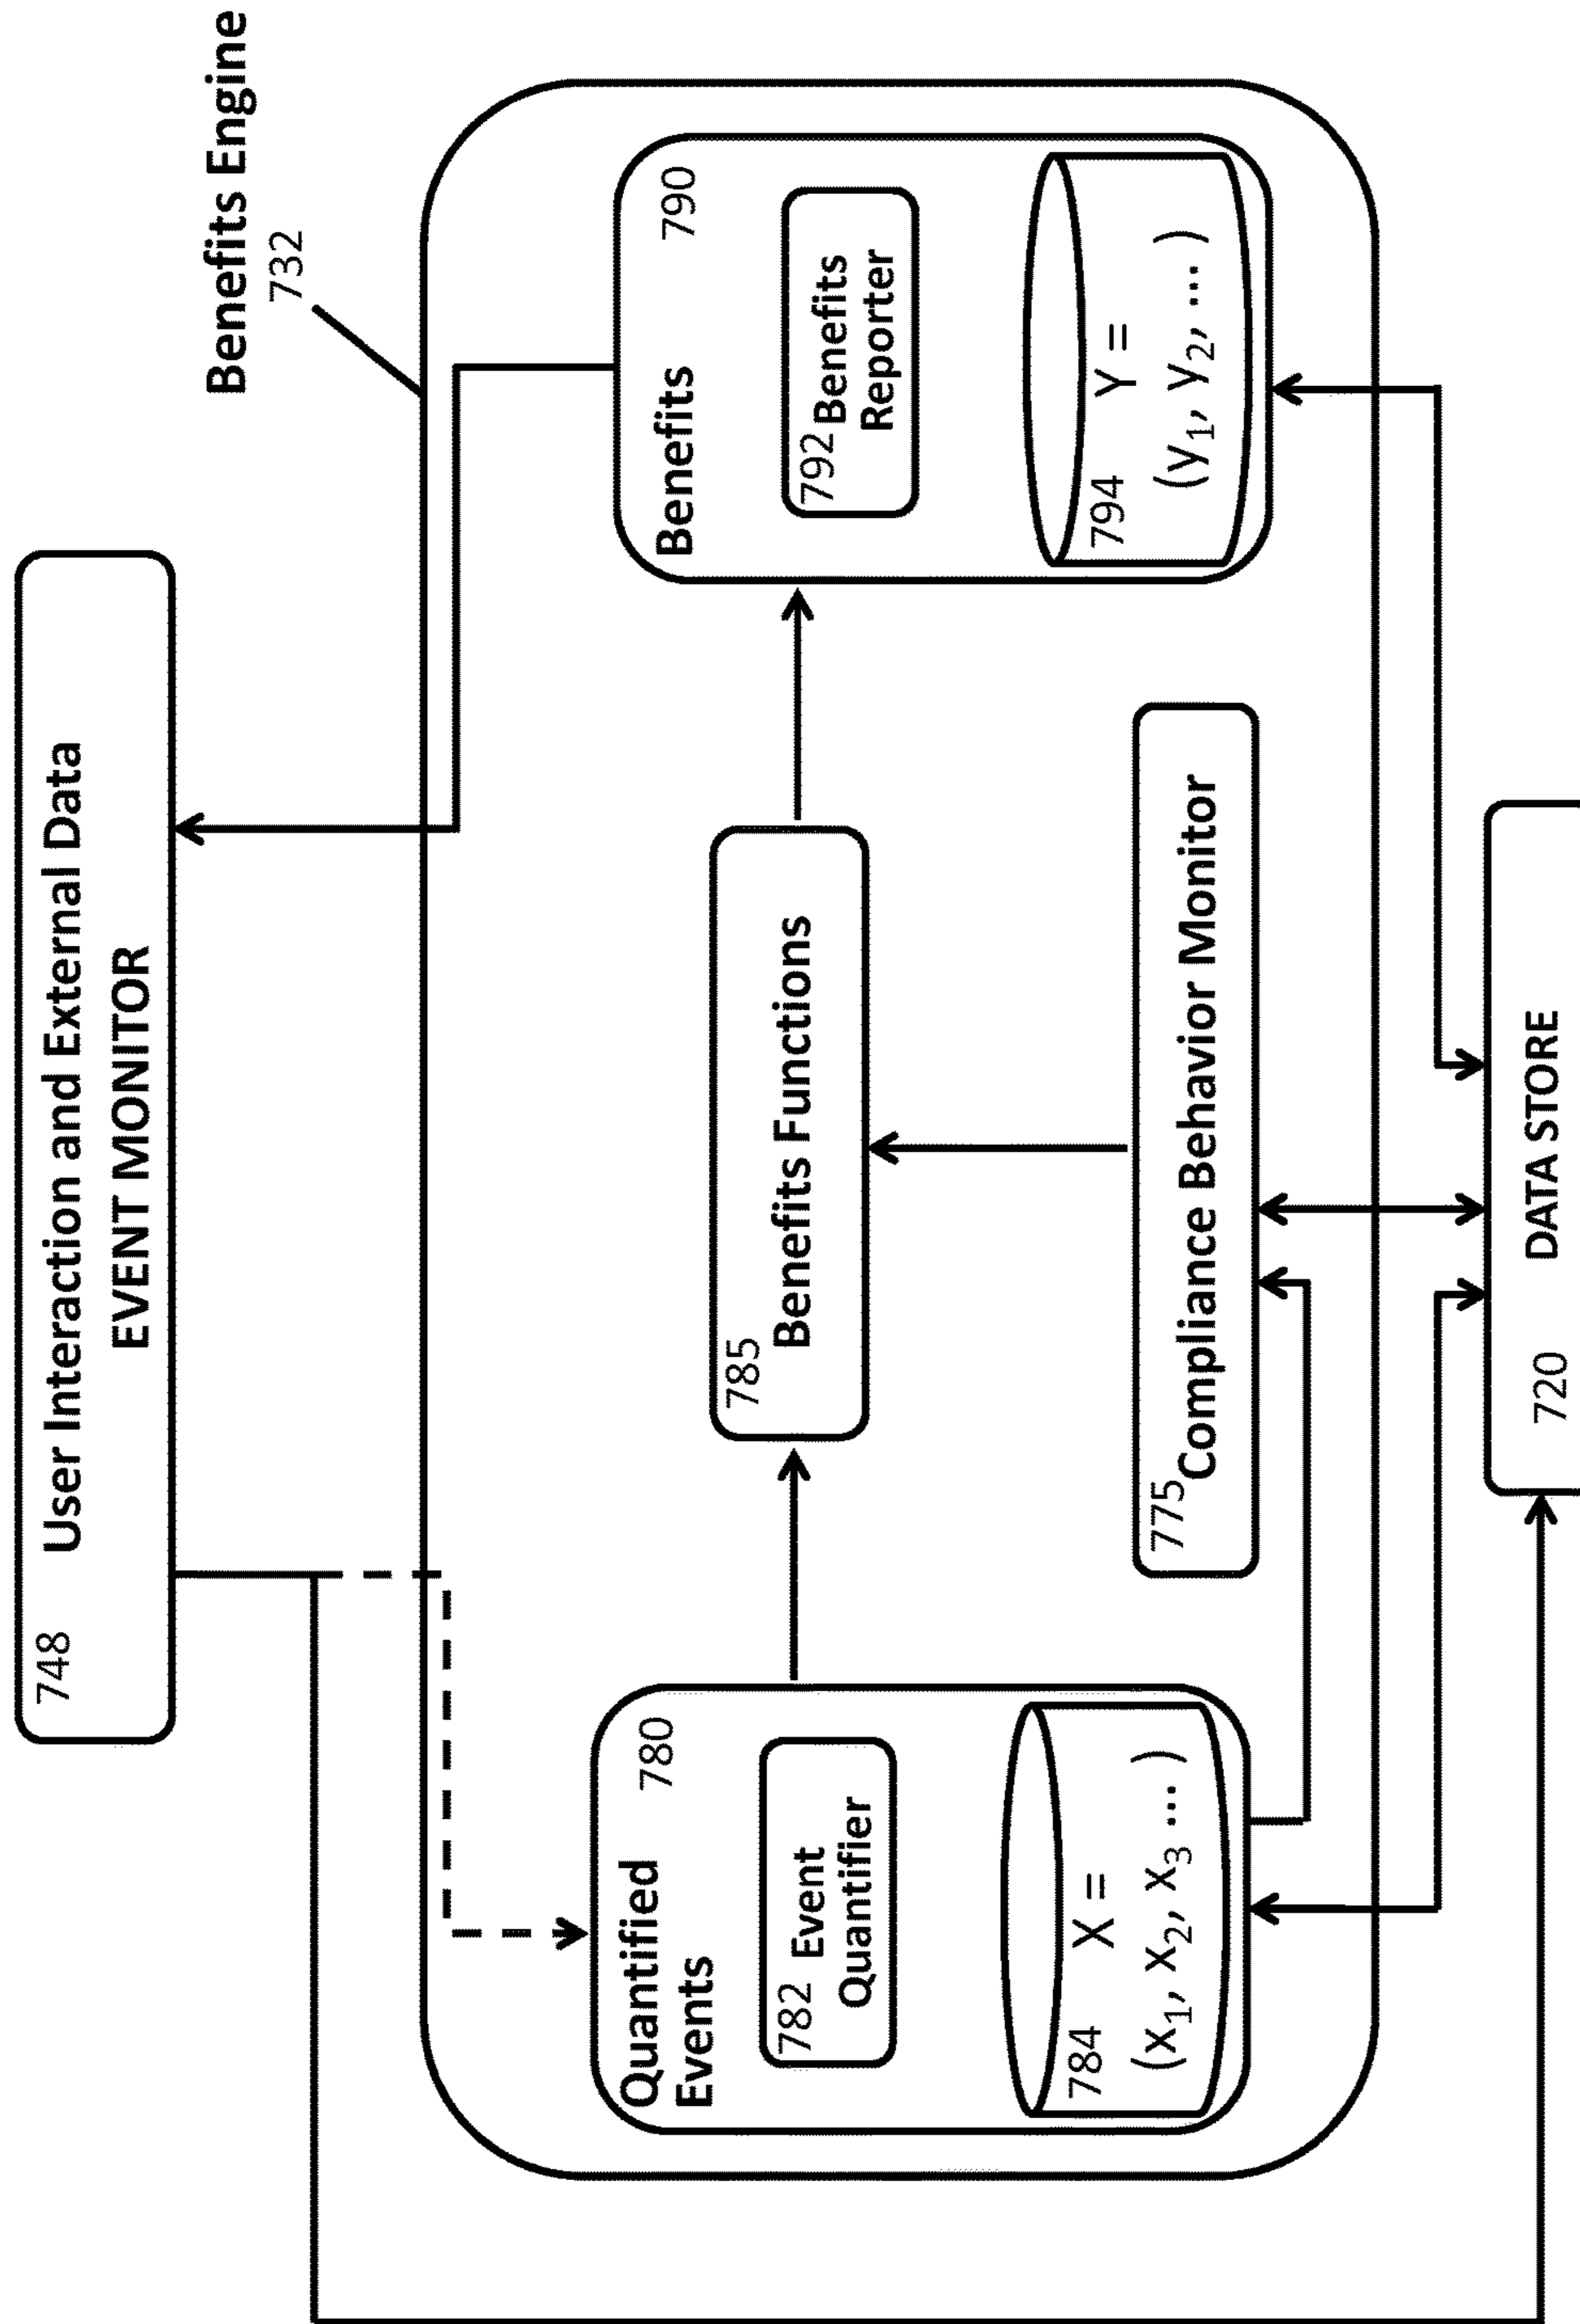 748
User Interaction and External Data
EVENT MONITOR
Benefits Engine
732
Quantified
Events
780
782 Event
Quantifier
784
X =
(x₁, x₂, x₃ ... )
785
Benefits Functions
775 Compliance Behavior Monitor
Benefits
790
792 Benefits
Reporter
794
Y =
(y₁, y₂, ... )
720
DATA STORE